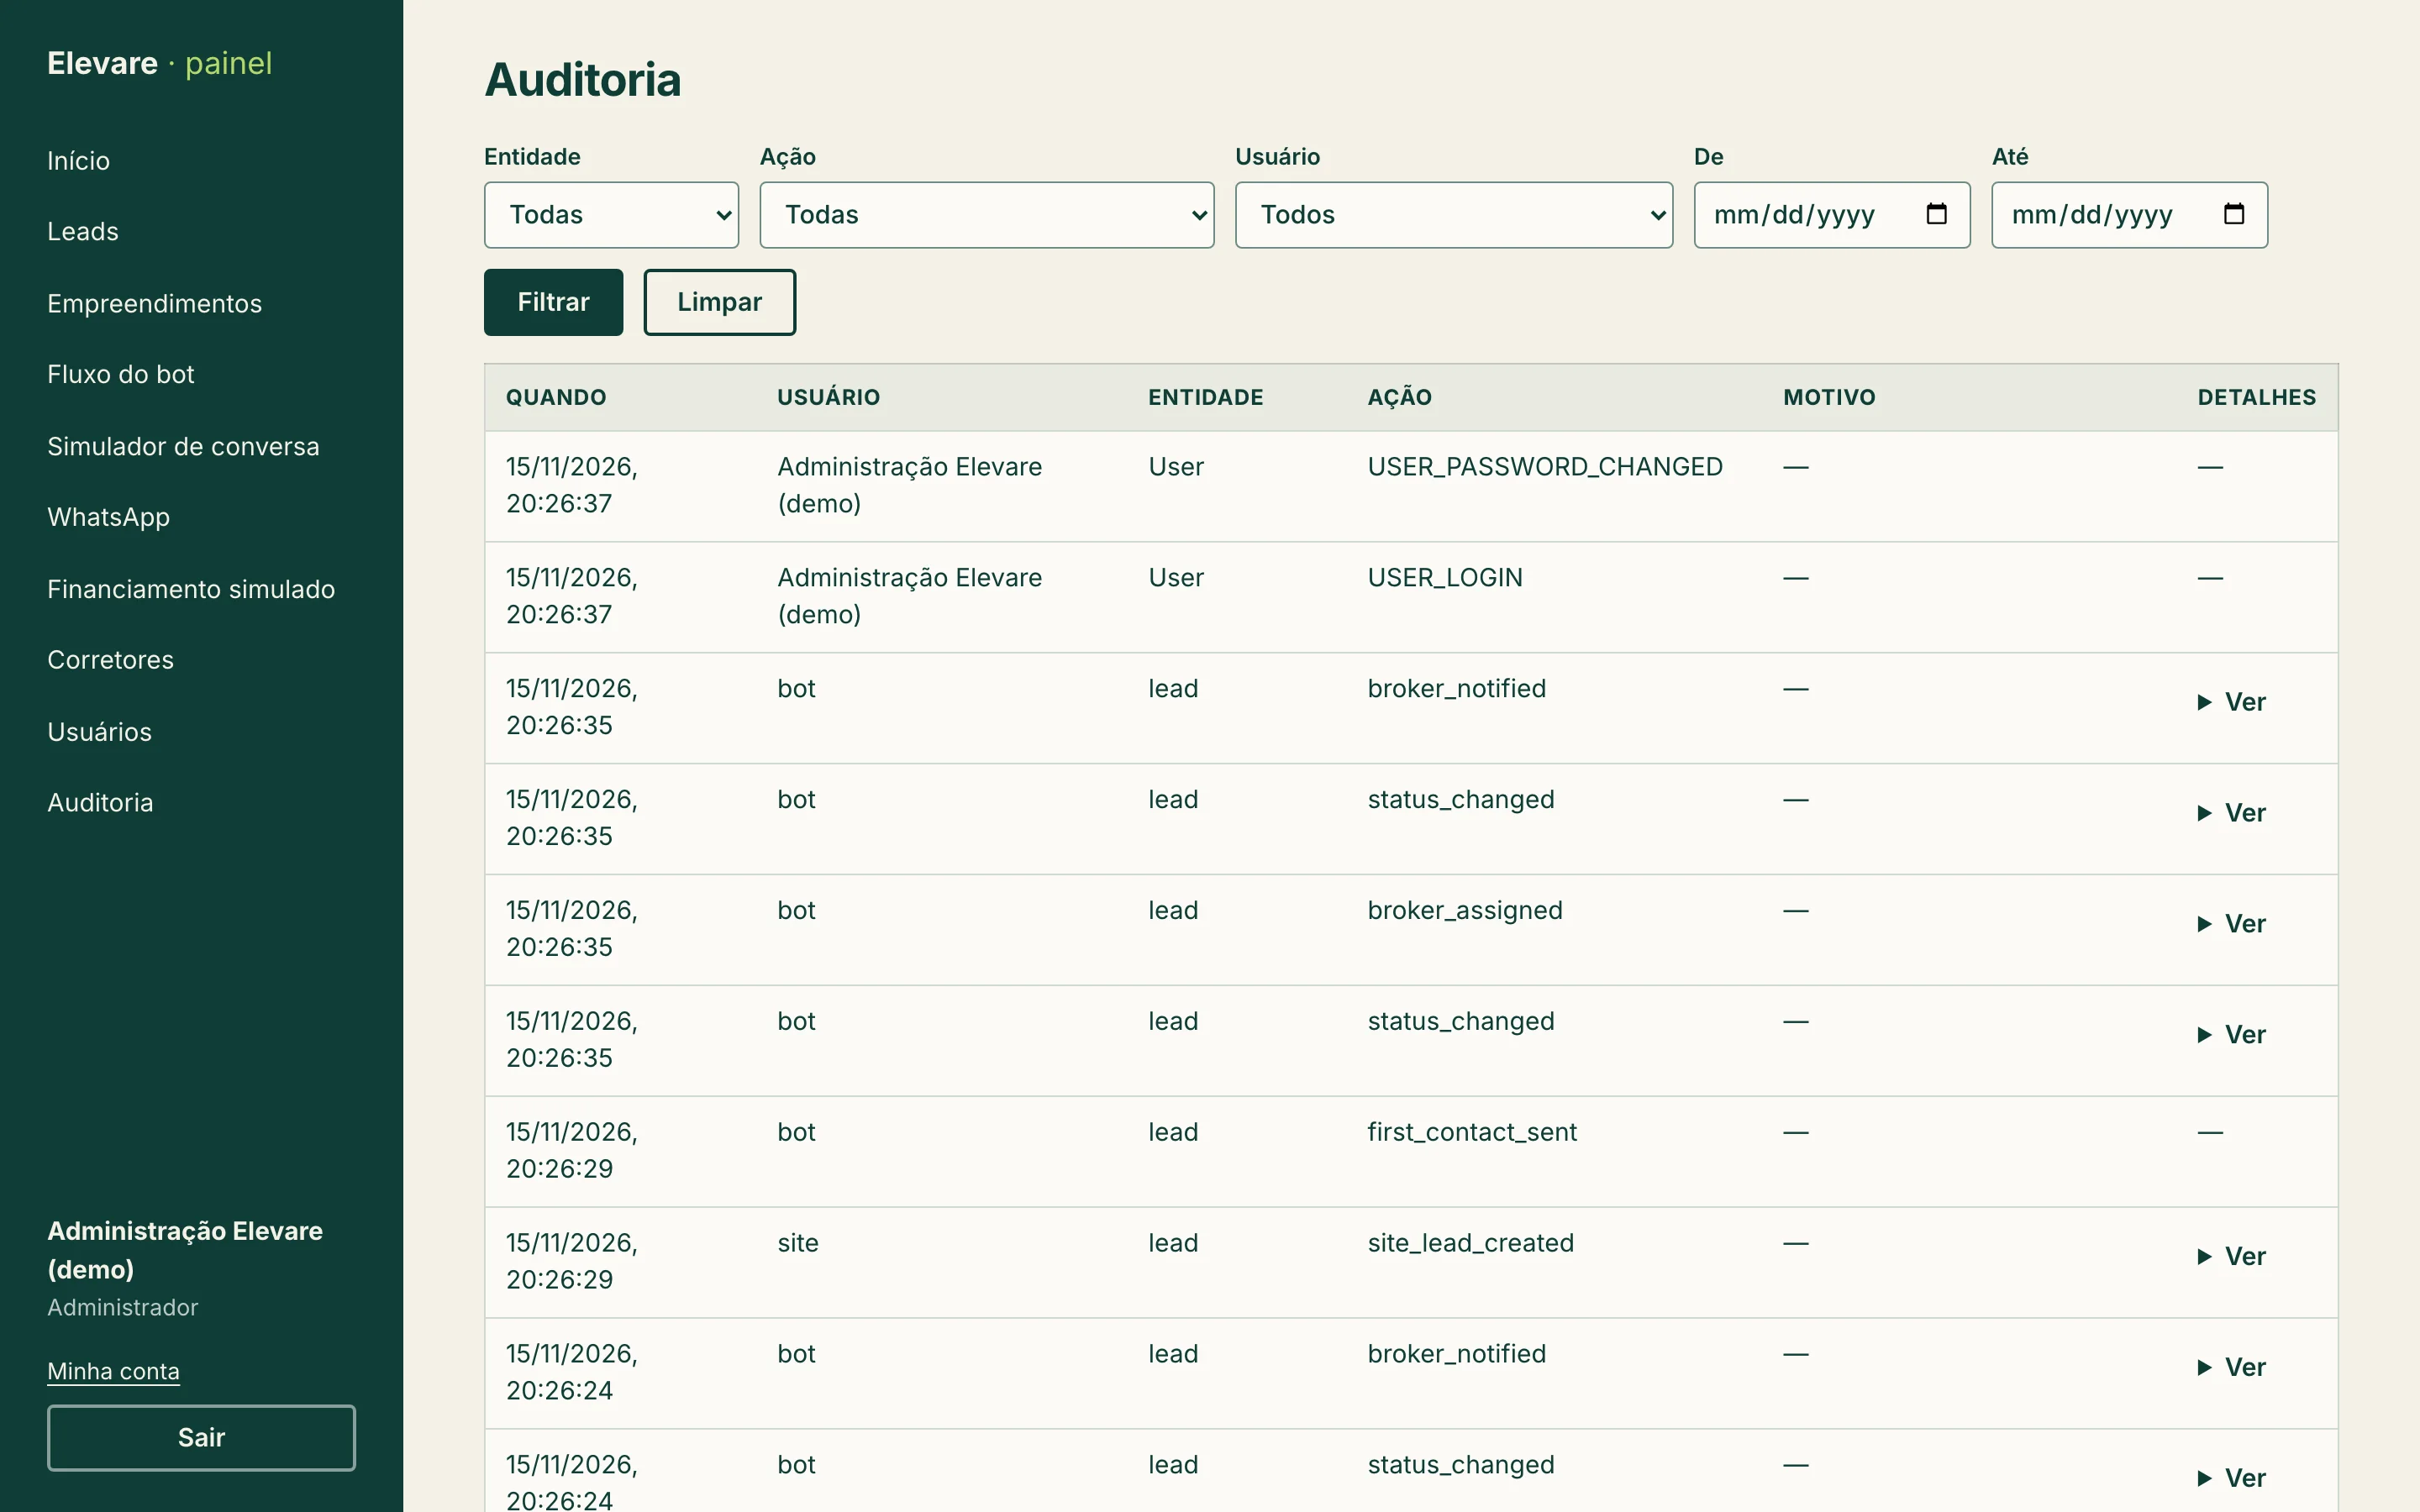 Elevare · painel
Início
Leads
Empreendimentos
Fluxo do bot
Simulador de conversa
WhatsApp
Financiamento simulado
Corretores
Usuários
Auditoria
Administração Elevare
(demo)
Administrador
Minha conta
Sair
Auditoria
Entidade Ação Usuário De Até
Todas Todas Todos mm/dd/yyyy mm/dd/yyyy
Filtrar Limpar
QUANDO USUÁRIO ENTIDADE AÇÃO MOTIVO DETALHES
15/11/2026, Administração Elevare User USER_PASSWORD_CHANGED — —
20:26:37 (demo)
15/11/2026, Administração Elevare User USER_LOGIN — —
20:26:37 (demo)
15/11/2026, bot lead broker_notified — ▶ Ver
20:26:35
15/11/2026, bot lead status_changed — ▶ Ver
20:26:35
15/11/2026, bot lead broker_assigned — ▶ Ver
20:26:35
15/11/2026, bot lead status_changed — ▶ Ver
20:26:35
15/11/2026, bot lead first_contact_sent — —
20:26:29
15/11/2026, site lead site_lead_created — ▶ Ver
20:26:29
15/11/2026, bot lead broker_notified — ▶ Ver
20:26:24
15/11/2026, bot lead status_changed — ▶ Ver
20:26:24